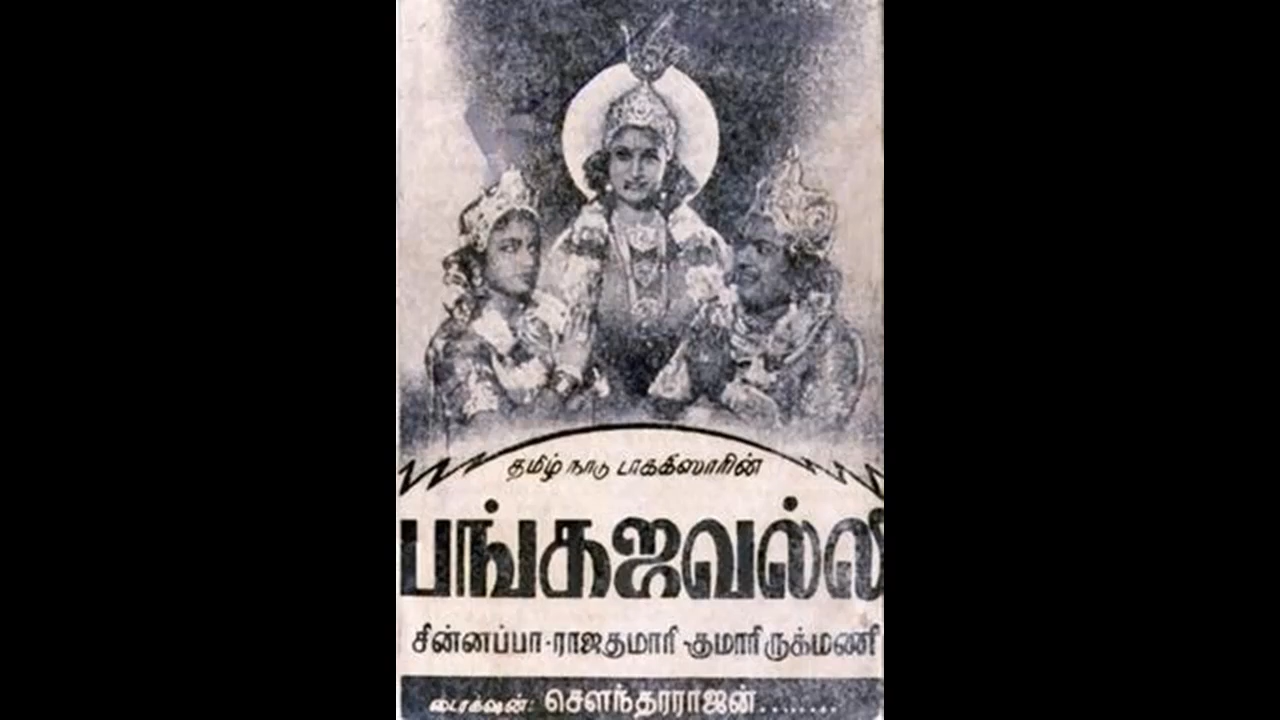 தமிழ் நாடு டாக்கீஸாரின்
பங்கஜவல்லி
சின்னப்பா-ராஜகுமாரி-குமாரி ருக்மணி
டைரக்ஷன்: சௌந்தரராஜன்........